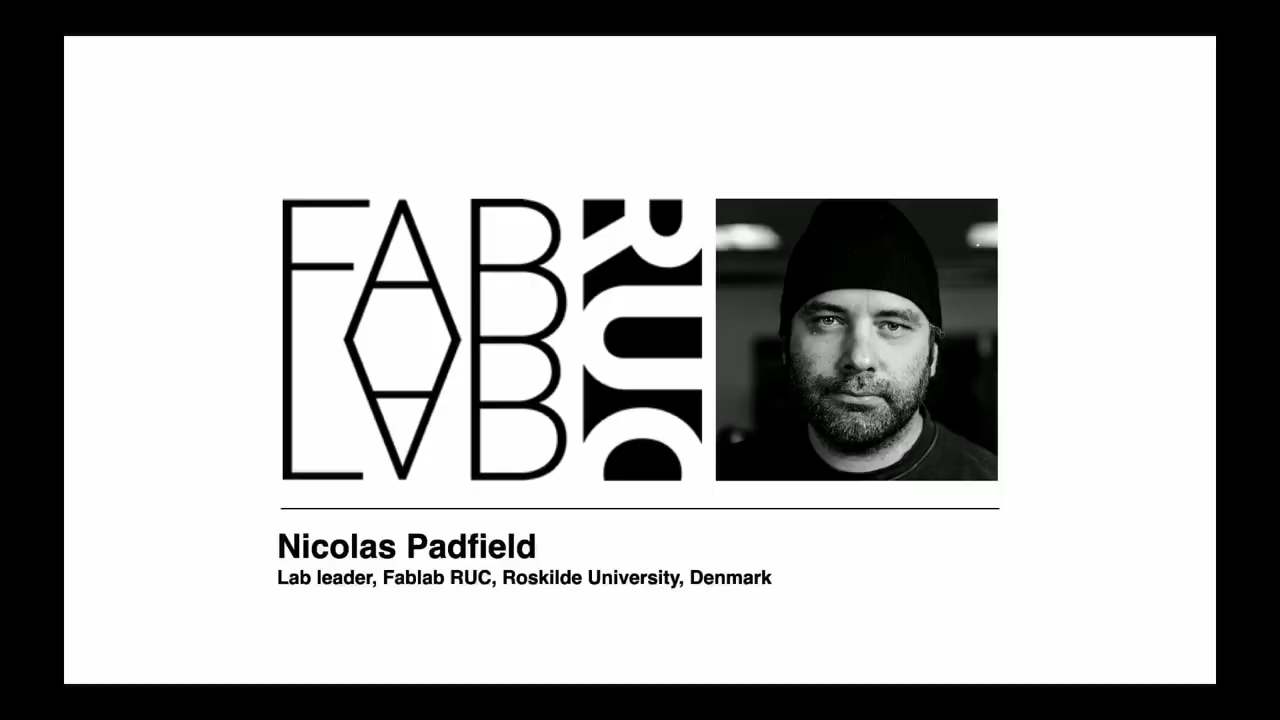 FAB
LAB
RUC
Nicolas Padfield
Lab leader, Fablab RUC, Roskilde University, Denmark